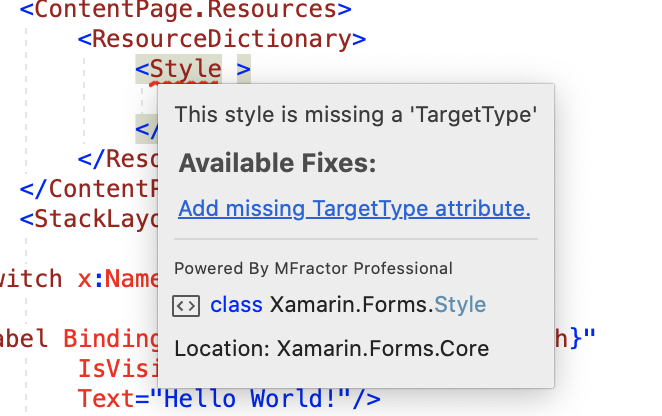 <ContentPage.Resources>
<ResourceDictionary>
<Style >
This style is missing a 'TargetType'
</
Available Fixes:
</Reso
</ContentP
Add missing TargetType attribute.
<StackLayo
Powered By MFractor Professional
witch x:Name
class Xamarin.Forms.Style
abel Binding
h}"
Location: Xamarin.Forms.Core
IsVisi
Text="Hello World!"/>